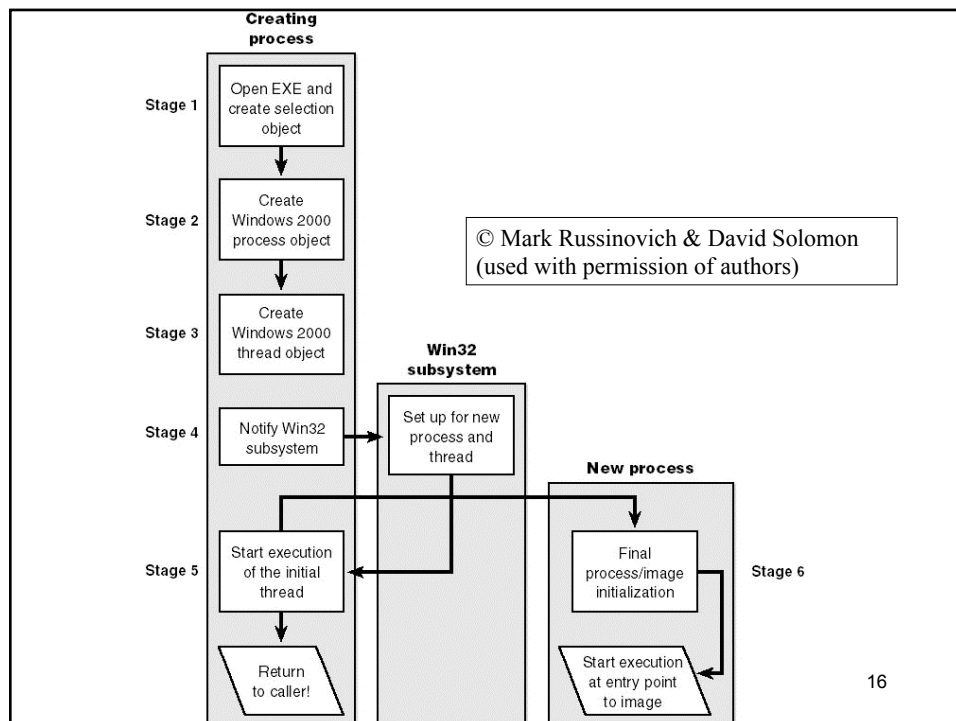 Creating
process
Stage 1
Open EXE and
create selection
object
Stage 2
Create
Windows 2000
process object
© Mark Russinovich & David Solomon
(used with permission of authors)
Stage 3
Create
Windows 2000
thread object
Win32
subsystem
Stage 4
Notify Win32
subsystem
Set up for new
process and
thread
New process
Stage 5
Start execution
of the initial
thread
Final
process/image
initialization
Stage 6
Return
to caller!
Start execution
at entry point
to image
16